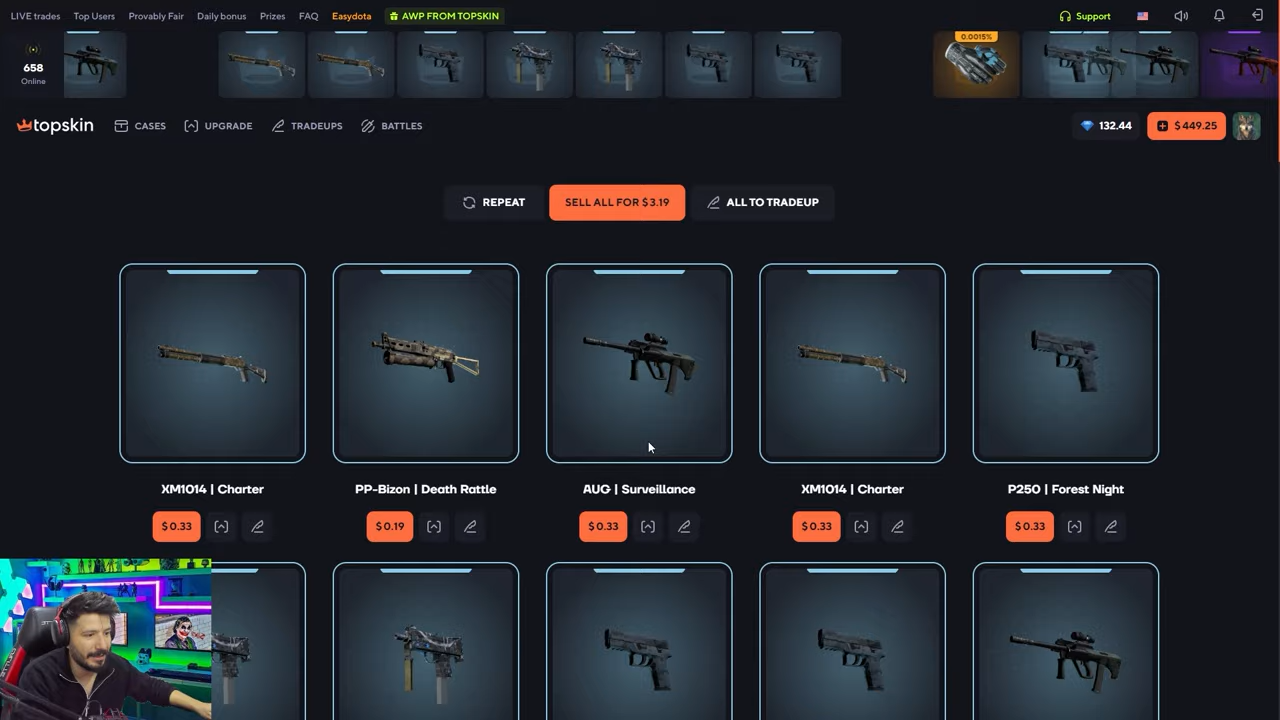 LIVE trades Top Users Provably Fair Daily bonus Prizes FAQ Easydota AWP FROM TOPSKIN Support
658
Online
0.0015%
topskin CASES UPGRADE TRADEUPS BATTLES 132.44 $449.25
REPEAT SELL ALL FOR $3.19 ALL TO TRADEUP
XM1014 | Charter PP-Bizon | Death Rattle AUG | Surveillance XM1014 | Charter P250 | Forest Night
$0.33 $0.19 $0.33 $0.33 $0.33